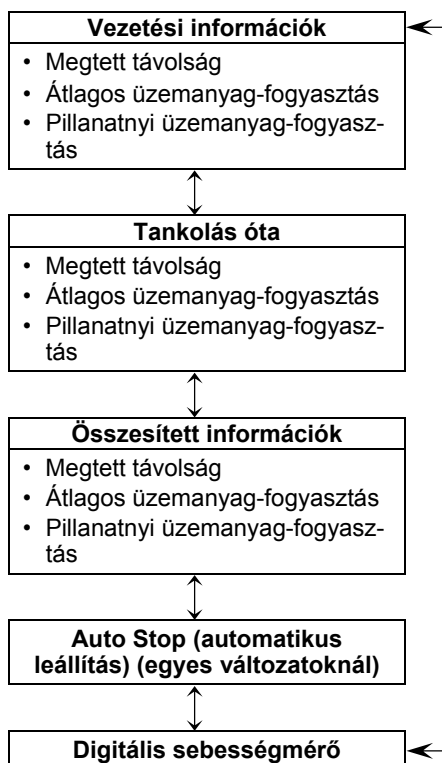 Vezetési információk
• Megtett távolság
• Átlagos üzemanyag-fogyasztás
• Pillanatnyi üzemanyag-fogyasz-
tás
Tankolás óta
• Megtett távolság
• Átlagos üzemanyag-fogyasztás
• Pillanatnyi üzemanyag-fogyasz-
tás
Összesített információk
• Megtett távolság
• Átlagos üzemanyag-fogyasztás
• Pillanatnyi üzemanyag-fogyasz-
tás
Auto Stop (automatikus
leállítás) (egyes változatoknál)
Digitális sebességmérő